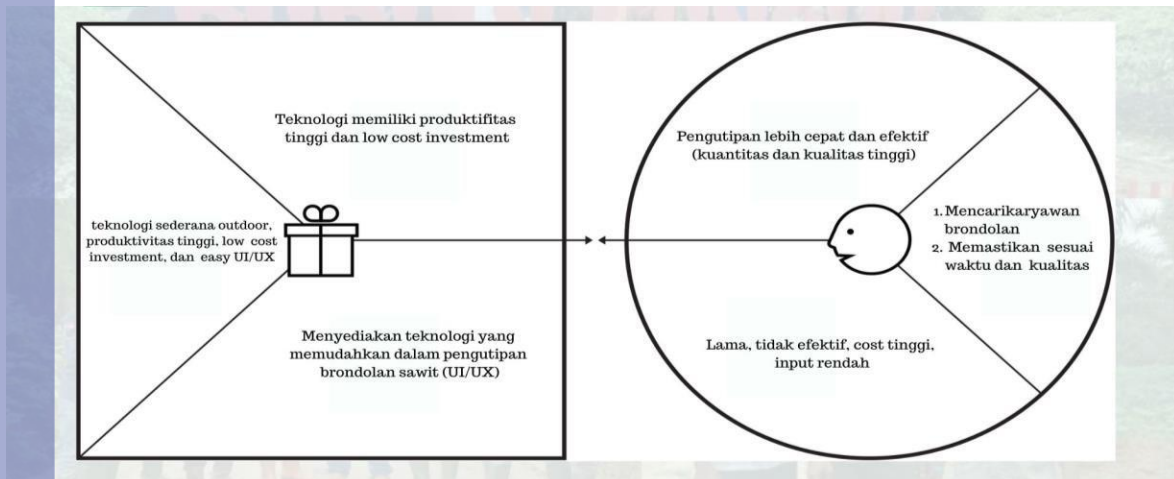 Teknologi memiliki produktifitas
tinggi dan low cost investment
teknologi sederana outdoor,
produktivitas tinggi, low cost
investment, dan easy UI/UX
Menyediakan teknologi yang
memudahkan dalam pengutipan
brondolan sawit (UI/UX)
Pengutipan lebih cepat dan efektif
(kuantitas dan kualitas tinggi)
1. Mencarikaryawan
brondolan
2. Memastikan sesuai
waktu dan kualitas
Lama, tidak efektif, cost tinggi,
input rendah